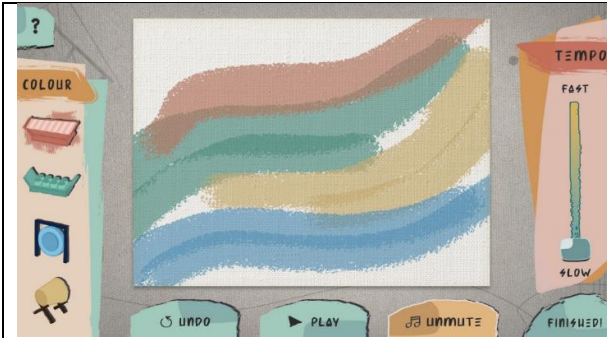 ?
COLOUR
TEMPO
FAST
SLOW
UNDO
PLAY
UNMUTE
FINISHED!